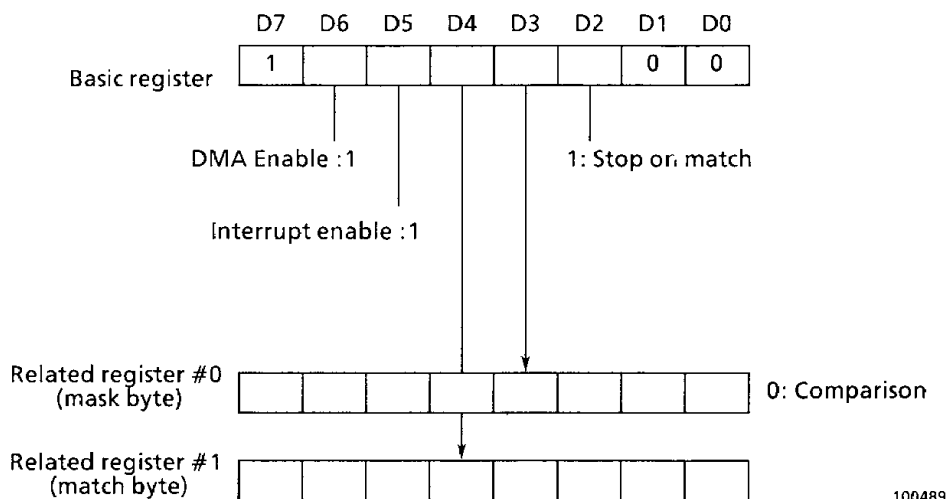 D7 D6 D5 D4 D3 D2 D1 D0
Basic register 1 0 0
DMA Enable :1 1: Stop on match
Interrupt enable :1
Related register #0
(mask byte)
0: Comparison
Related register #1
(match byte)
100489